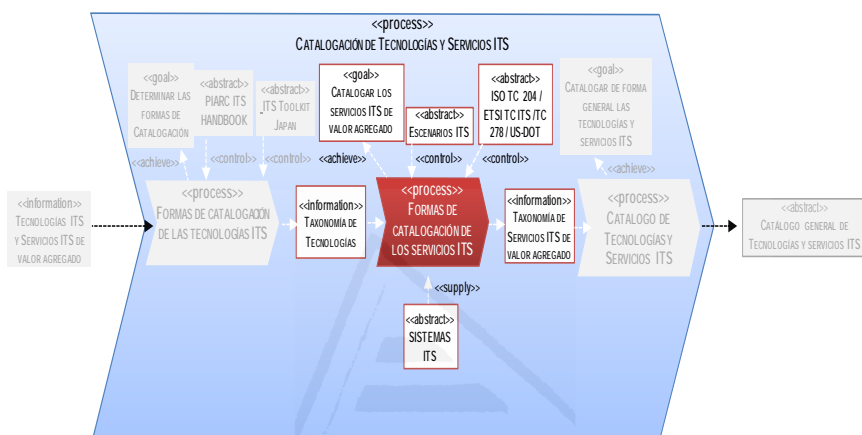 <<process>>
CATALOGACIÓN DE TECNOLOGÍAS Y SERVICIOS ITS
<<goal>>
DETERMINAR LAS
FORMAS DE
CATALOGACIÓN
<<achieve>>
<<abstract>>
PIARC ITS
HANDBOOK
<<control>>
<<abstract>>
_ITS TOOLKIT
JAPAN
<<control>>
<<goal>>
CATALOGAR LOS
SERVICIOS ITS DE
VALOR AGREGADO
<<achieve>>
<<abstract>>
ESCENARIOS ITS
<<control>>
<<abstract>>
ISO TC 204 /
ETSI TC ITS /TC
278 / US-DOT
<<control>>
<<goal>>
CATALOGAR DE FORMA
GENERAL LAS
TECNOLOGÍAS Y
SERVICIOS ITS
<<achieve>>
<<information>>
TECNOLOGÍAS ITS
Y SERVICIOS ITS DE
VALOR AGREGADO
<<process>>
FORMAS DE CATALOGACIÓN
DE LAS TECNOLOGÍAS ITS
<<information>>
TAXONOMÍA DE
TECNOLOGÍAS
<<process>>
FORMAS DE
CATALOGACIÓN DE
LOS SERVICIOS ITS
<<information>>
TAXONOMÍA DE
SERVICIOS ITS DE
VALOR AGREGADO
<<process>>
CATALOGO DE
TECNOLOGÍAS Y
SERVICIOS ITS
<<abstract>>
CATÁLOGO GENERAL DE
TECNOLOGÍAS Y SERVICIOS ITS
<<supply>>
<<abstract>>
SISTEMAS
ITS